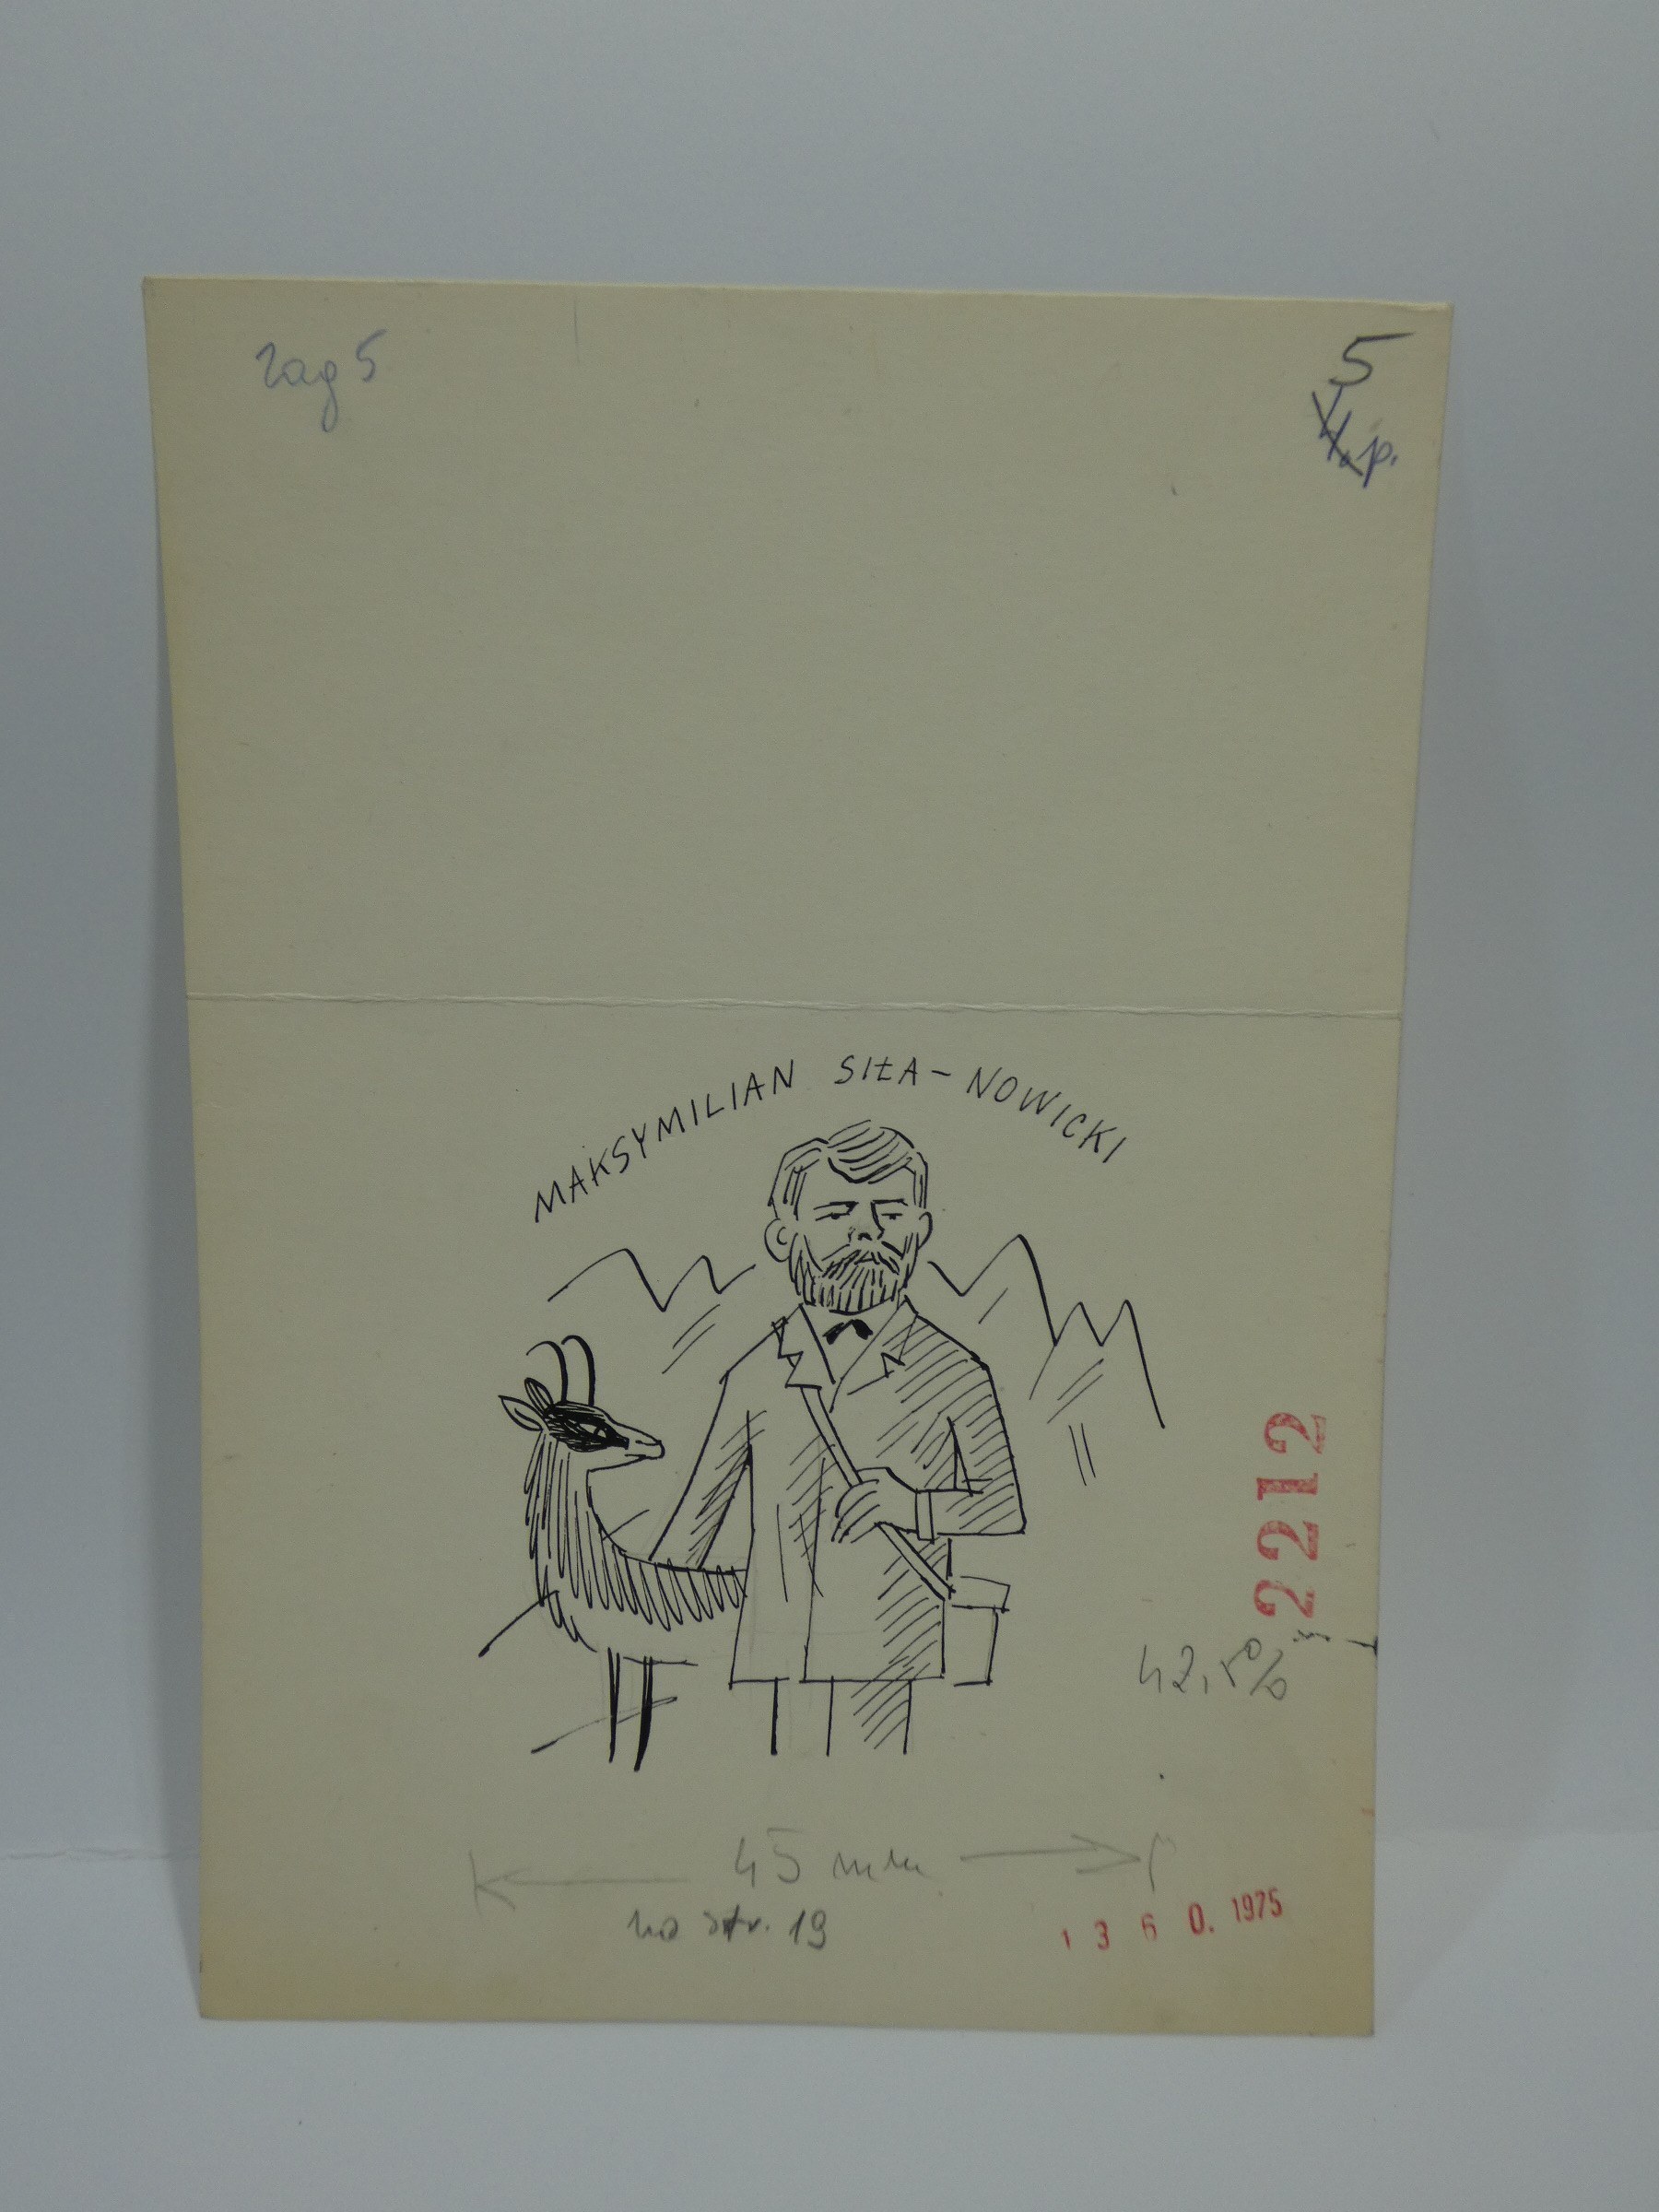 zag 5
5
p.
MAKSYMILIAN SIŁA-NOWICKI
2212
42,5%
45 mm
na str. 19
1 3 6 0. 1975